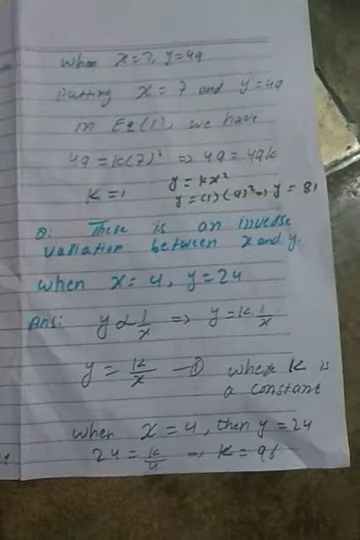 When x=7, y=49
Putting x=7 and y=49
in Eq(1), we have
49=k(7)² ⇒ 49=49k
K=1 y=kx²
y=(1)(9)² ⇒ y=81
Q: There is an inverse
variation between x and y.
when x=4, y=24
Ans: y∝1/x ⇒ y=k 1/x
y=k/x —① where K is
a constant
when x=4, then y=24
24=k/4 ⇒ k=96